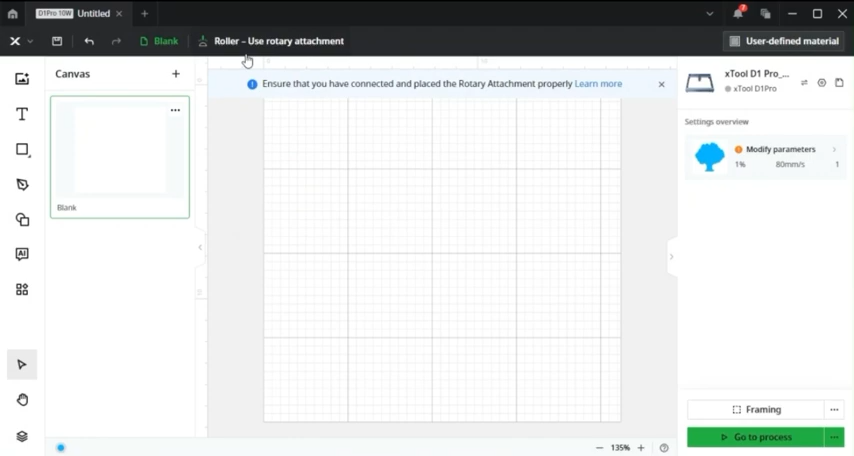 D1Pro 10W Untitled
7
Blank
Roller – Use rotary attachment
User-defined material
Canvas
Ensure that you have connected and placed the Rotary Attachment properly Learn more
xTool D1 Pro_...
xTool D1Pro
Settings overview
Modify parameters
1% 80mm/s 1
Blank
AI
Framing
Go to process
135%